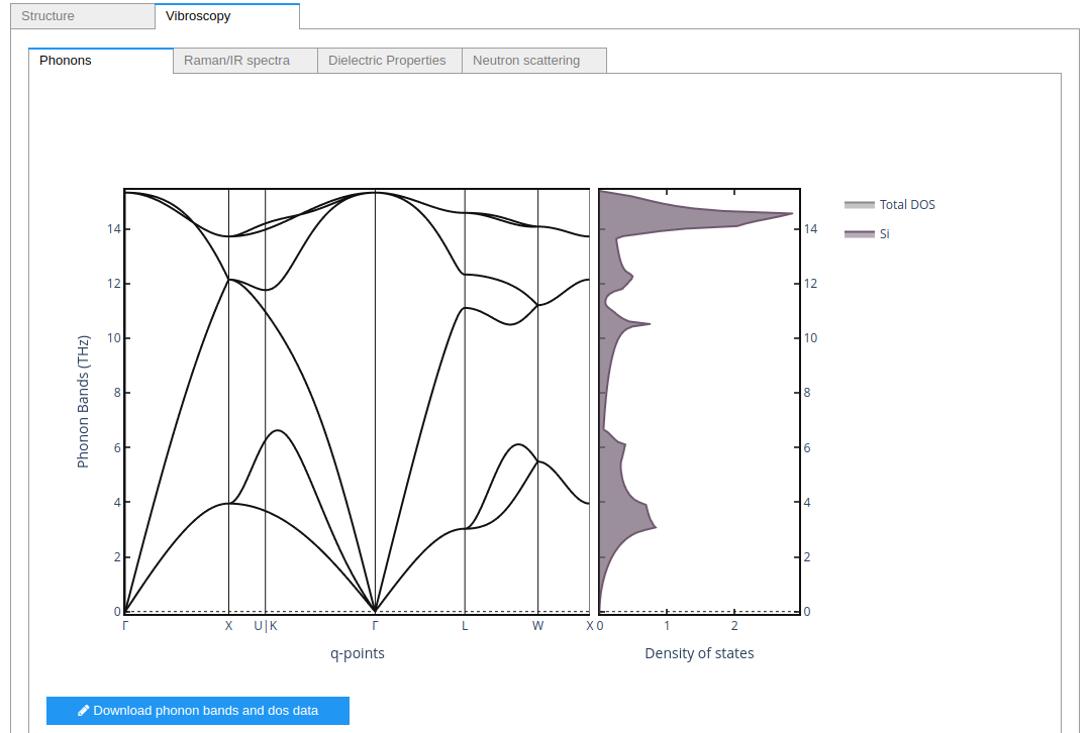 Structure
Vibroscopy
Phonons
Raman/IR spectra
Dielectric Properties
Neutron scattering
Phonon Bands (THz)
14
12
10
8
6
4
2
0
Γ
X
U|K
Γ
L
W
X
q-points
14
12
10
8
6
4
2
0
0
1
2
Density of states
Total DOS
Si
Download phonon bands and dos data